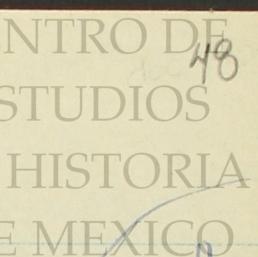 NTRO DE
48
STUDIOS
HISTORIA
E MEXICO